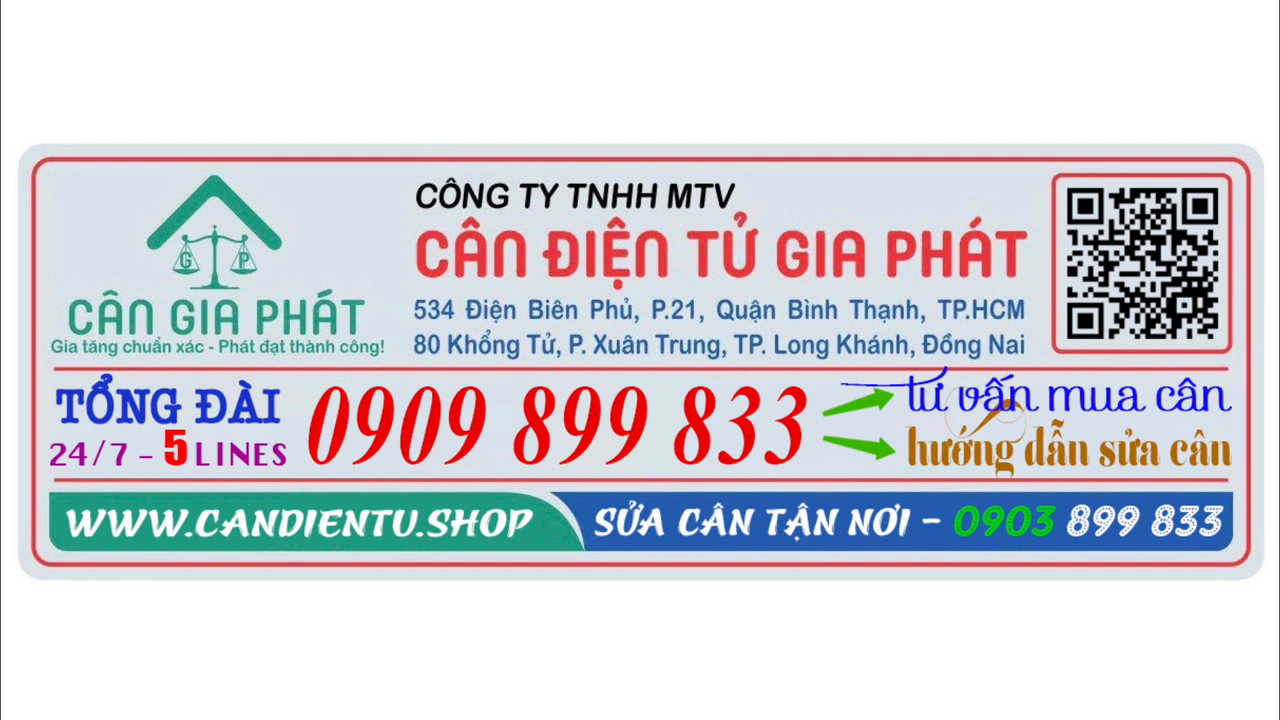 G P
CÂN GIA PHÁT
Gia tăng chuẩn xác - Phát đạt thành công!
CÔNG TY TNHH MTV
CÂN ĐIỆN TỬ GIA PHÁT
534 Điện Biên Phủ, P.21, Quận Bình Thạnh, TP.HCM
80 Khổng Tử, P. Xuân Trung, TP. Long Khánh, Đồng Nai
TỔNG ĐÀI
24/7 - 5 LINES
0909 899 833
tư vấn mua cân
hướng dẫn sửa cân
WWW.CANDIENTU.SHOP
SỬA CÂN TẬN NƠI - 0903 899 833